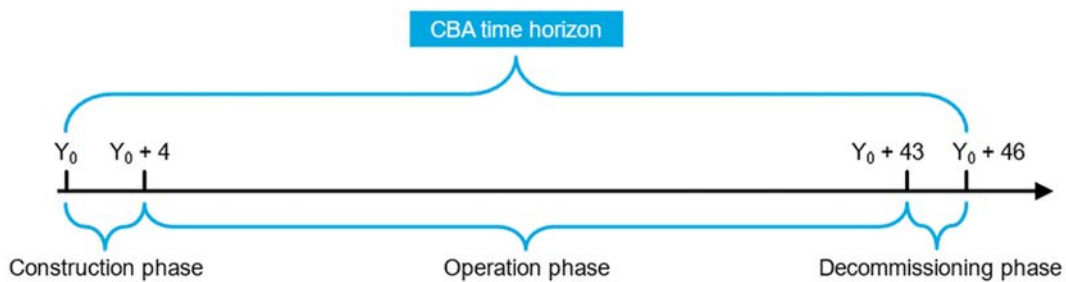 CBA time horizon
Y₀
Y₀ + 4
Y₀ + 43
Y₀ + 46
Construction phase
Operation phase
Decommissioning phase